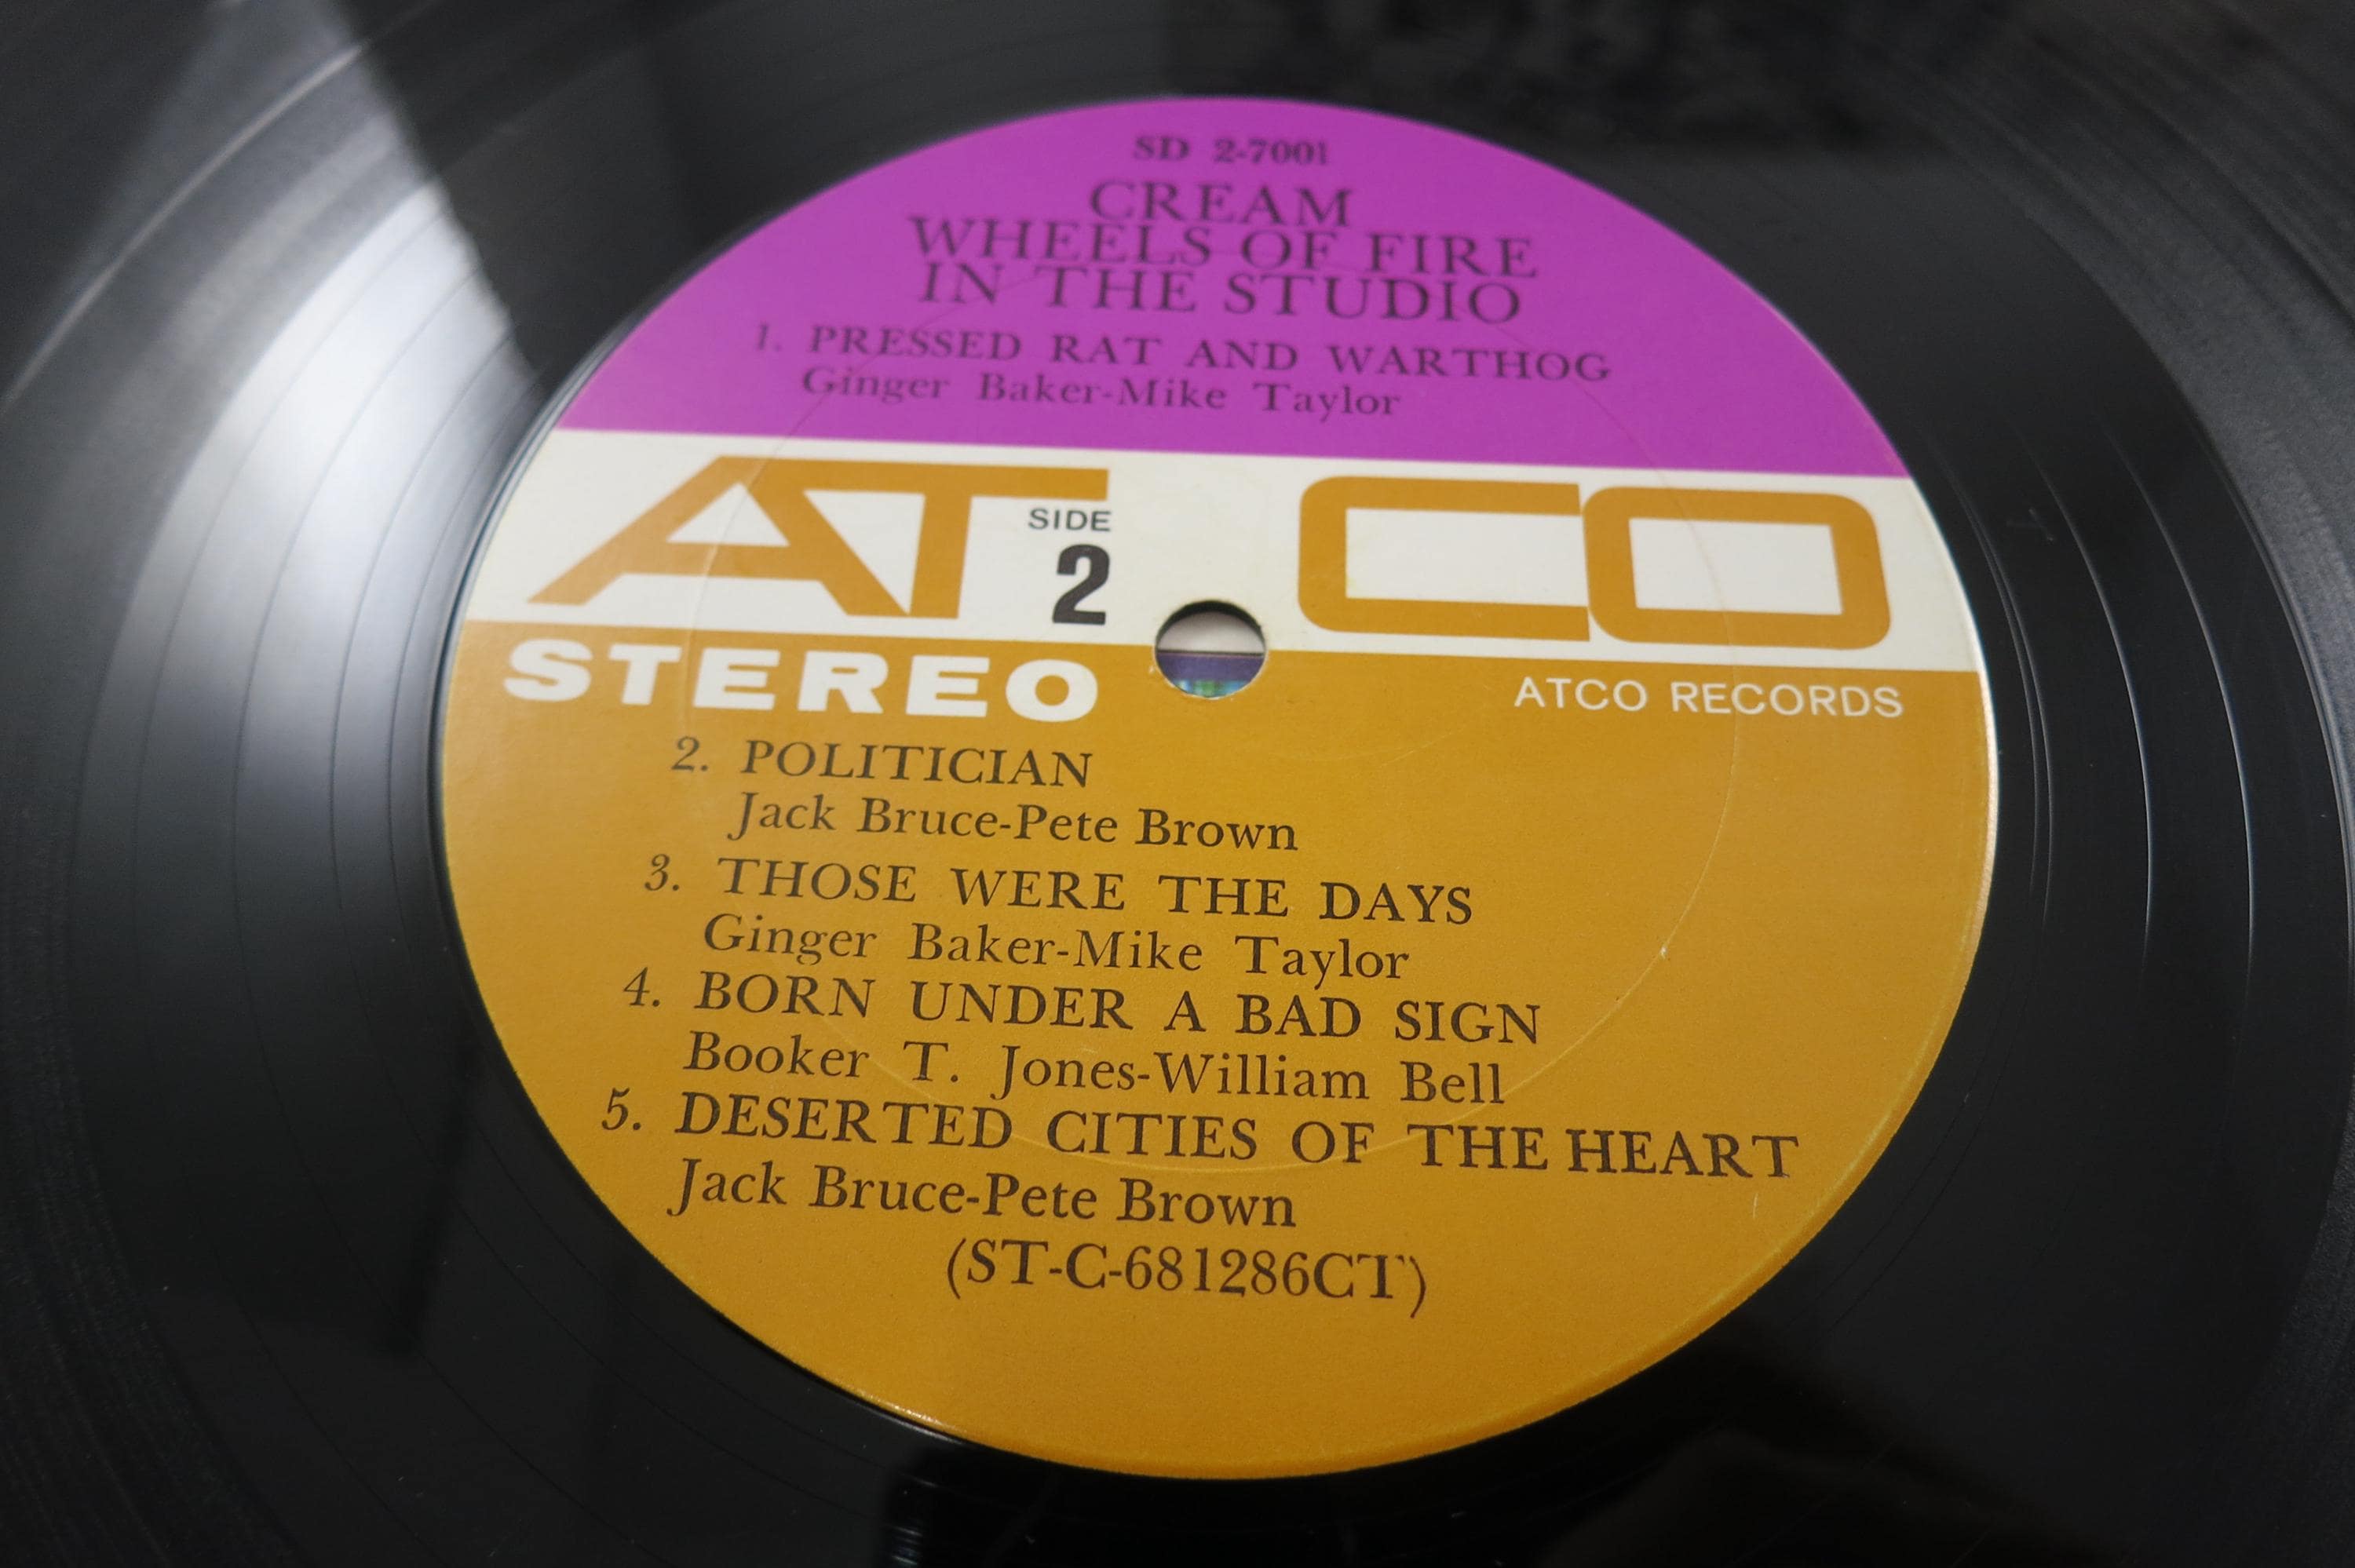 SD 2-7001
CREAM
WHEELS OF FIRE
IN THE STUDIO
1. PRESSED RAT AND WARTHOG
Ginger Baker-Mike Taylor
ATCO
SIDE
2
STEREO
ATCO RECORDS
2. POLITICIAN
Jack Bruce-Pete Brown
3. THOSE WERE THE DAYS
Ginger Baker-Mike Taylor
4. BORN UNDER A BAD SIGN
Booker T. Jones-William Bell
5. DESERTED CITIES OF THE HEART
Jack Bruce-Pete Brown
(ST-C-681286CT)